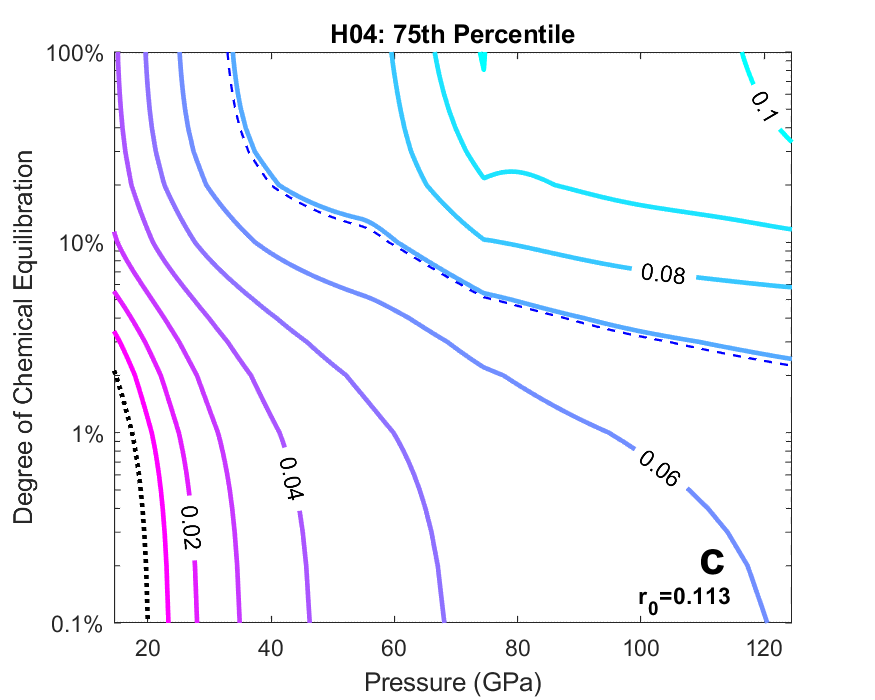 H04: 75th Percentile
100%
10%
1%
0.1%
Degree of Chemical Equilibration
0.1
0.08
0.06
0.04
0.02
C
r0=0.113
20 40 60 80 100 120
Pressure (GPa)